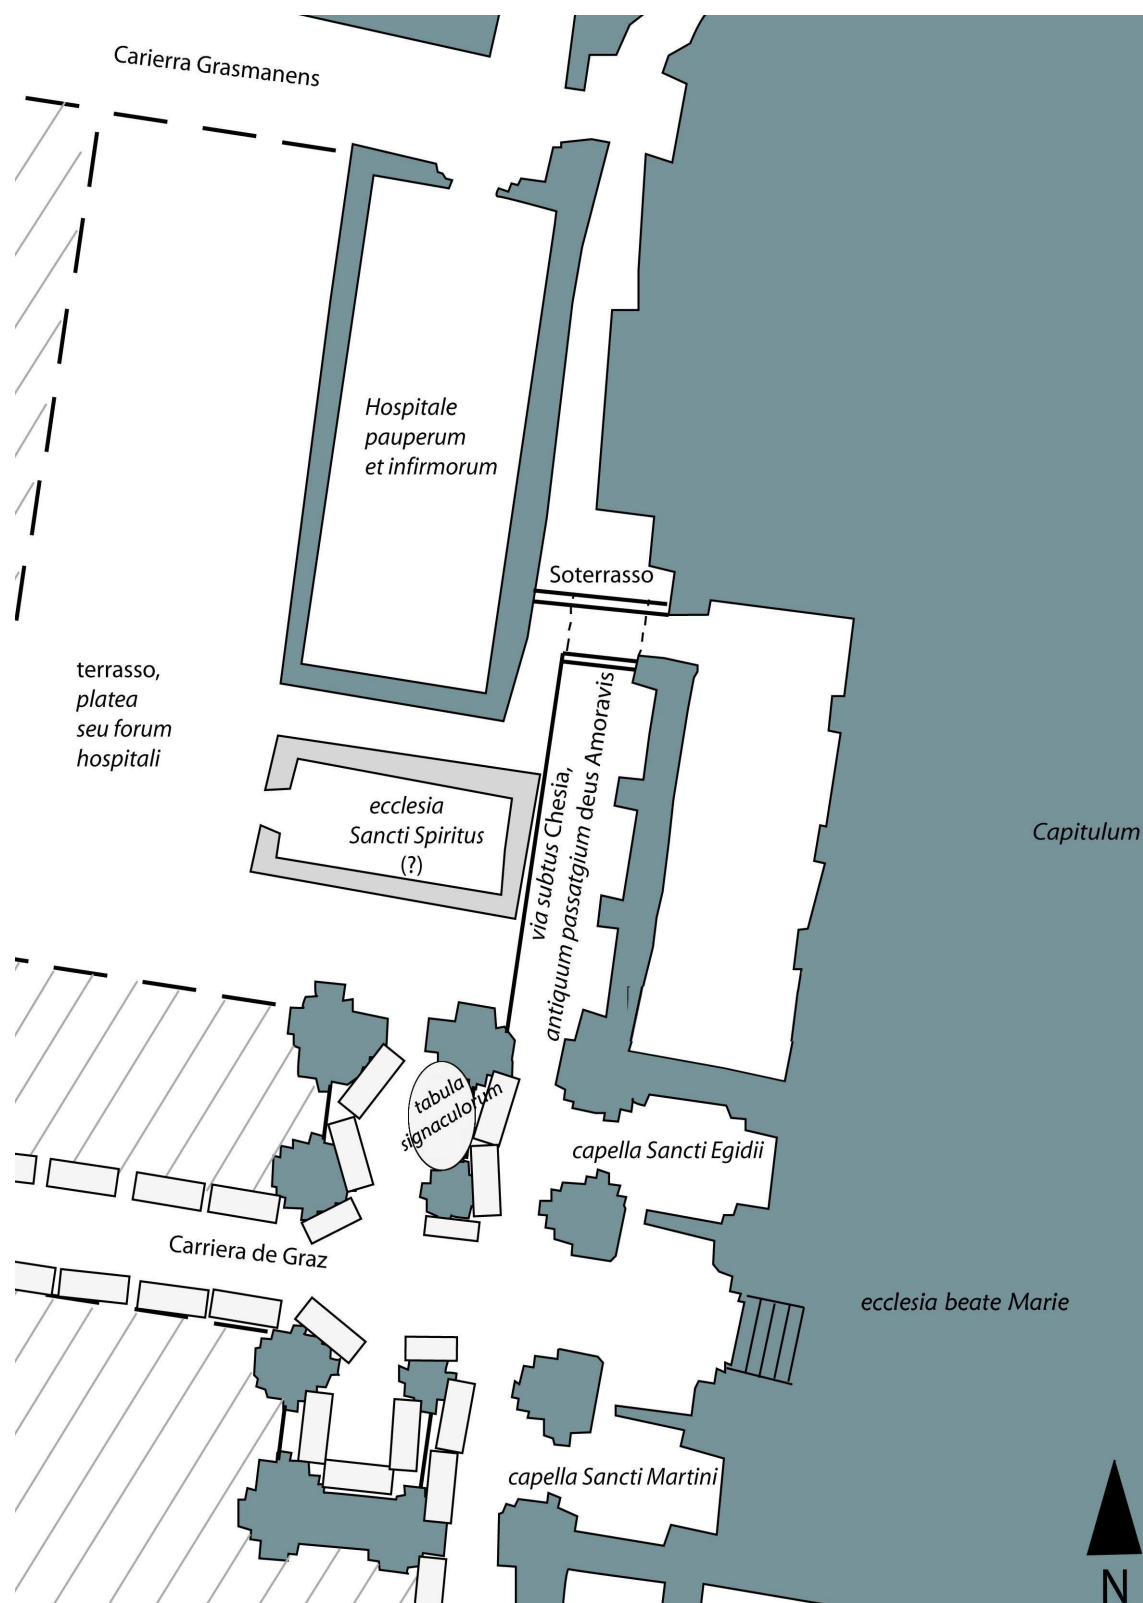 Carierra Grasmanens
Hospitale
pauperum
et infirmorum
Soterrasso
terrasso,
platea
seu forum
hospitali
via subtus Chesia,
antiquum passatgium deus Amoravis
ecclesia
Sancti Spiritus
(?)
Capitulum
tabula
signaculorum
capella Sancti Egidii
Carriera de Graz
ecclesia beate Marie
capella Sancti Martini
N